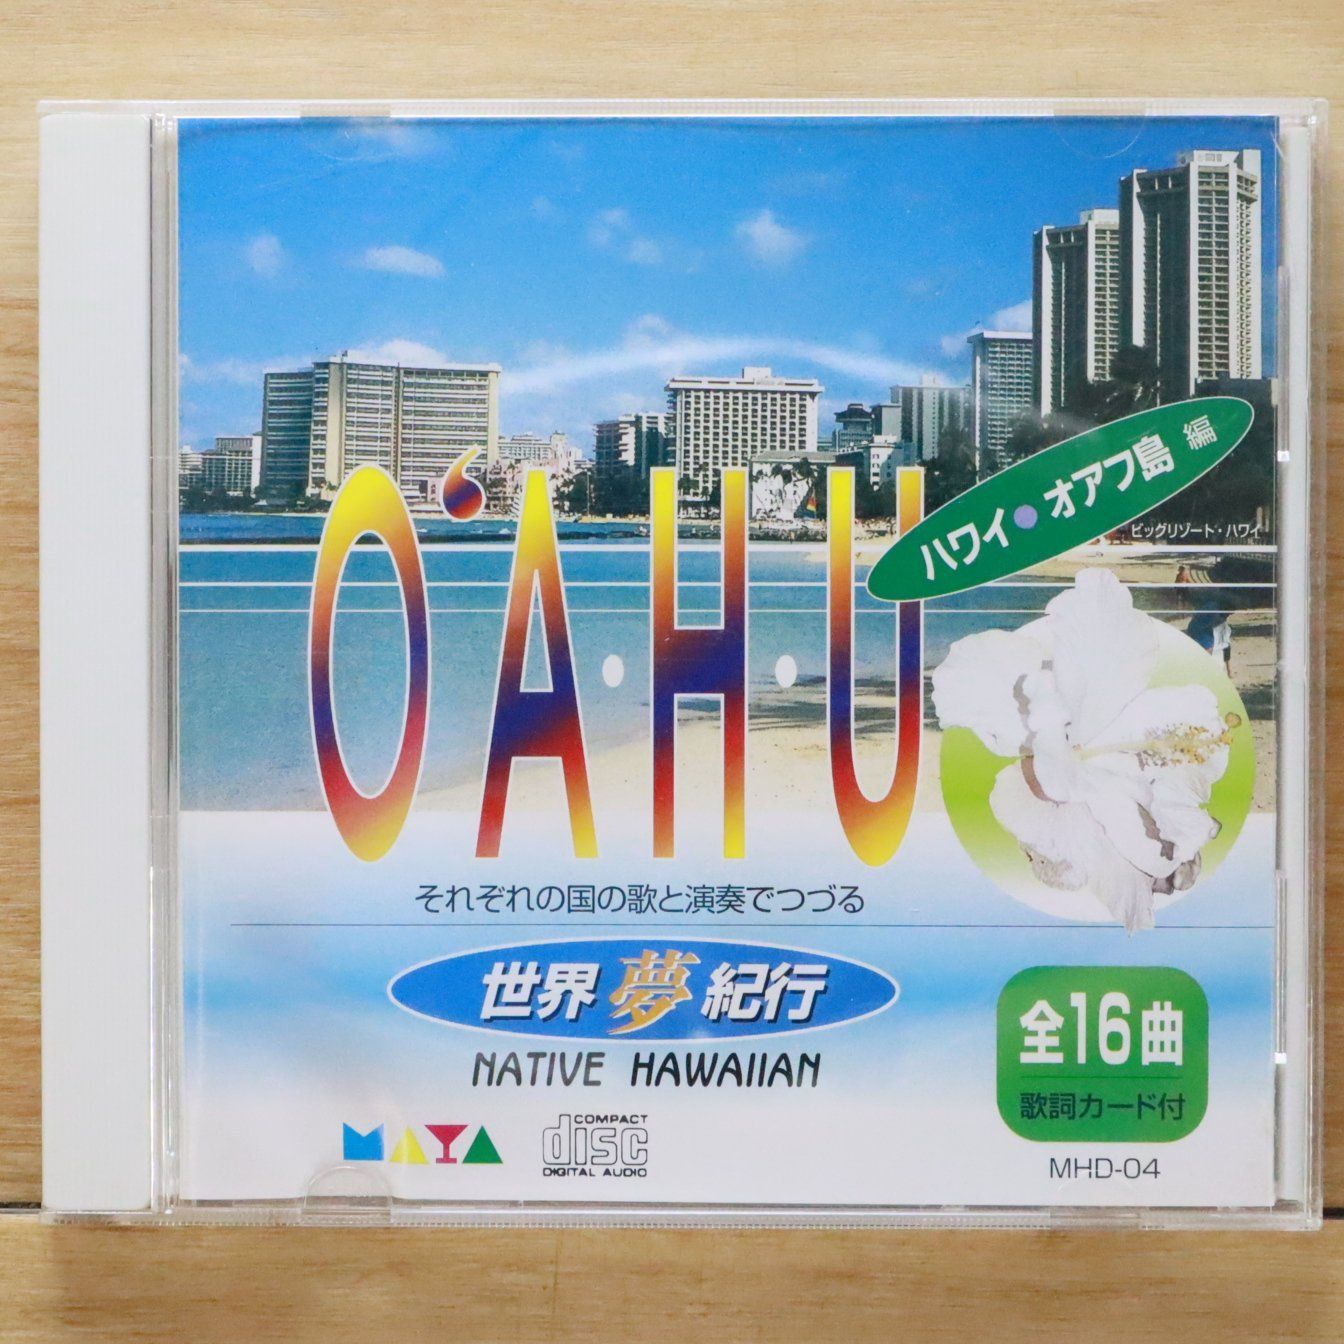 ハワイ●オアフ島 編
ビッグリゾート・ハワイ
O‘A·H·U
それぞれの国の歌と演奏でつづる
世界夢紀行
NATIVE HAWAIIAN
全16曲
歌詞カード付
MAYA
COMPACT
disc
DIGITAL AUDIO
MHD-04